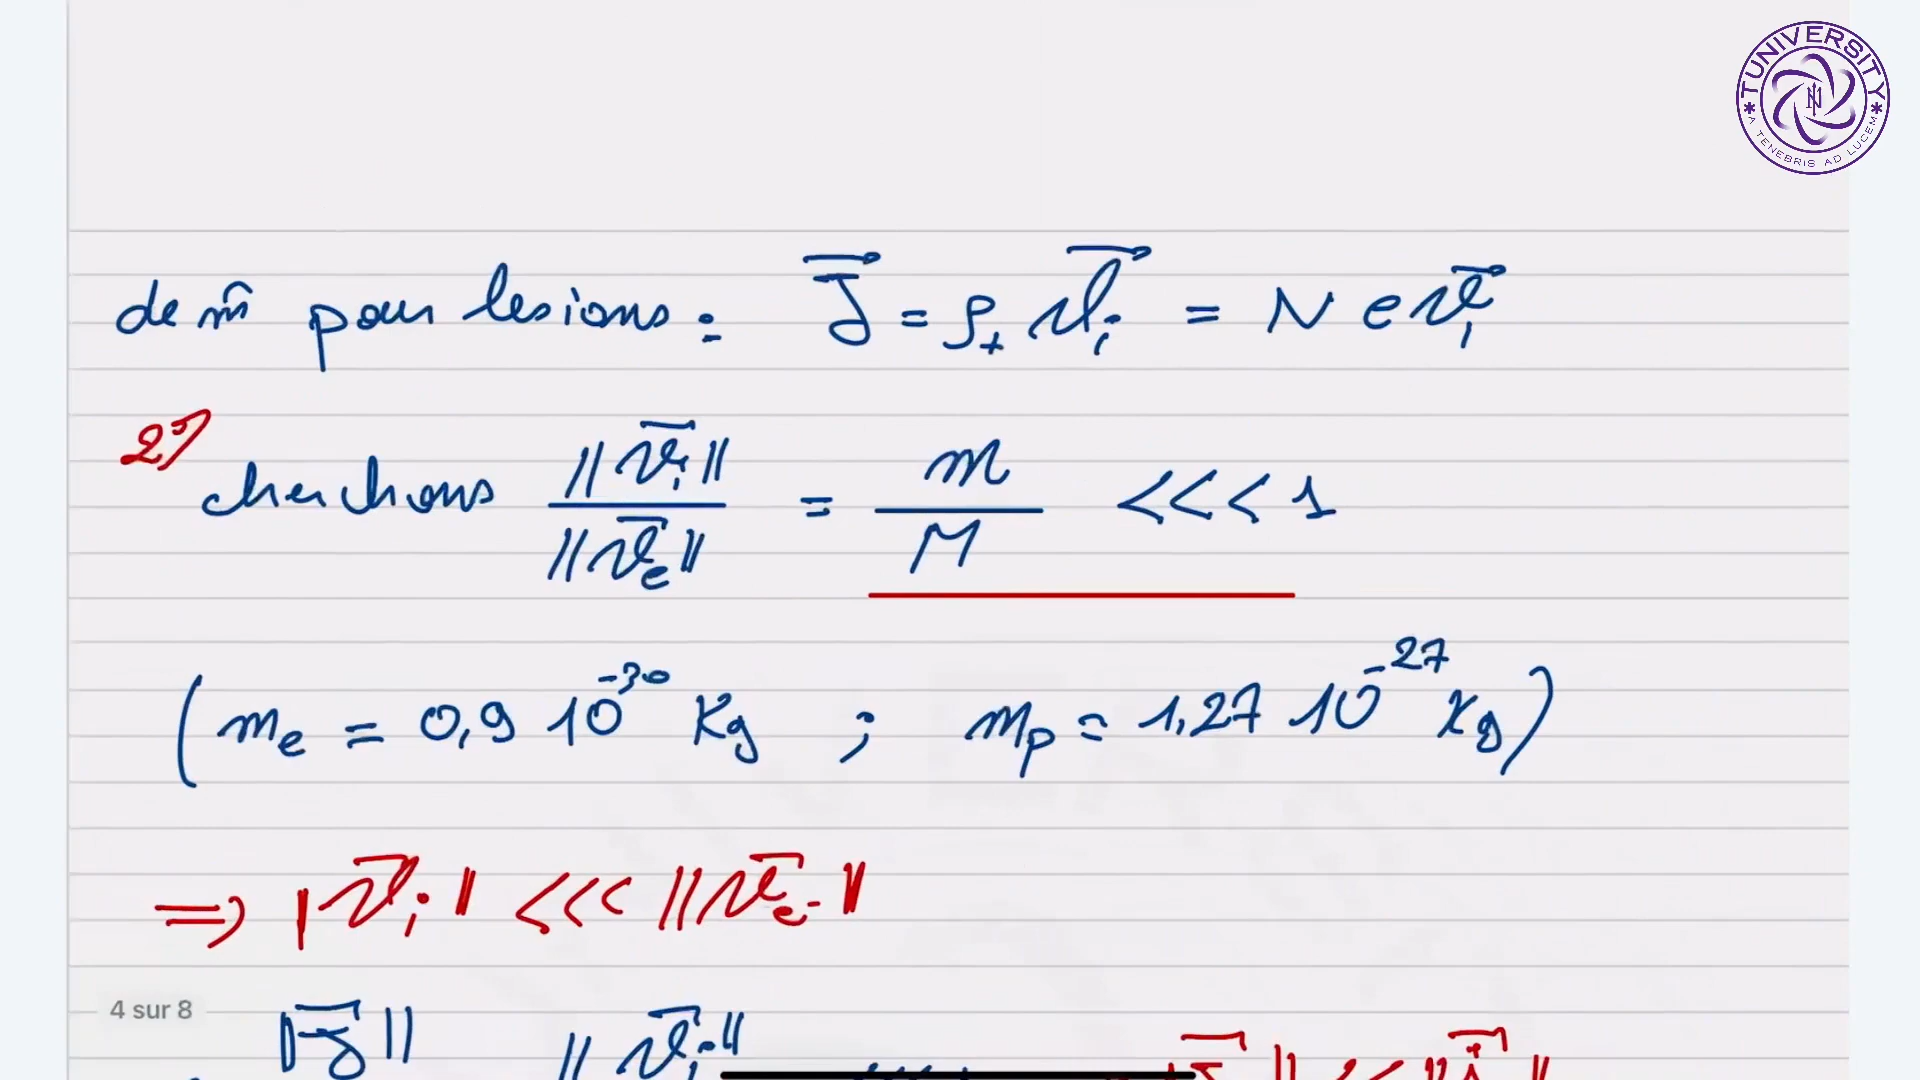 TUNIVERSITY
A TENEBRIS AD LUCEM
de m̂ pour les ions : J⃗ = ρ₊ v⃗ᵢ = N e v⃗ᵢ
2°/
cherchons ||v⃗ᵢ|| / ||v⃗ₑ|| = m / M <<< 1
(mₑ = 0,9 10⁻³⁰ Kg ; mₚ = 1,27 10⁻²⁷ Kg)
=> ||v⃗ᵢ|| <<< ||v⃗ₑ₋||
4 sur 8